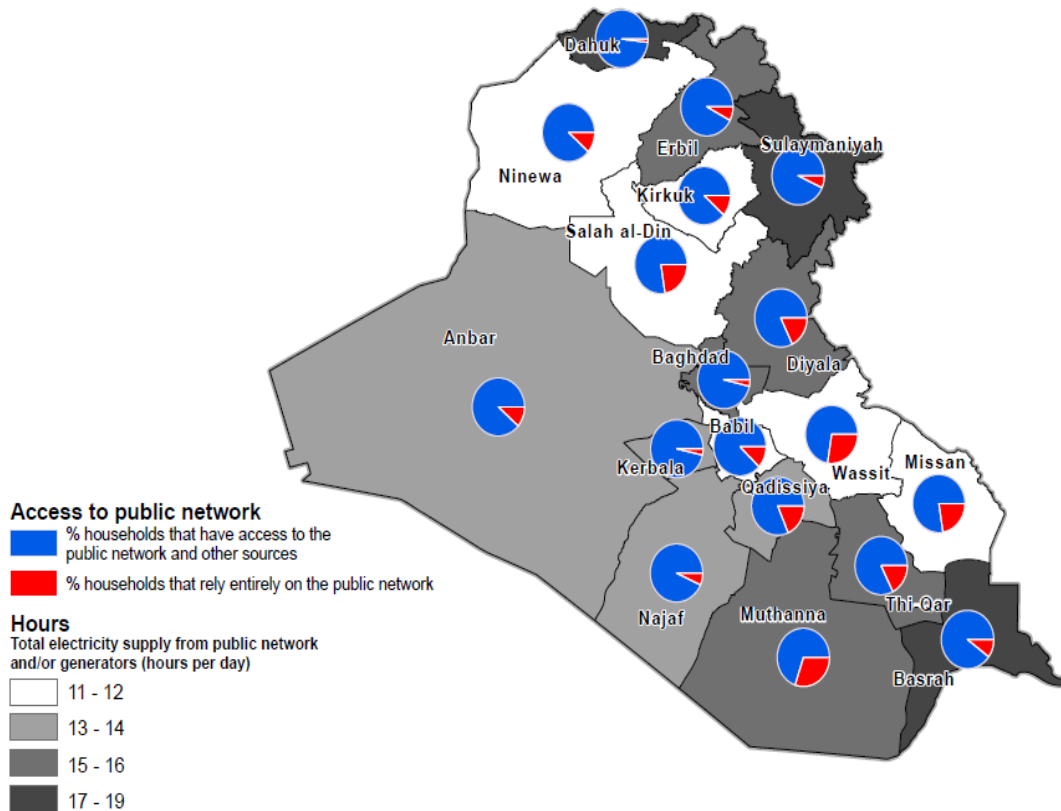 Dahuk
Erbil
Sulaymaniyah
Ninewa
Kirkuk
Salah al-Din
Anbar
Baghdad
Diyala
Babil
Kerbala
Wassit
Missan
Qadissiya
Najaf
Muthanna
Thi-Qar
Basrah
Access to public network
% households that have access to the
public network and other sources
% households that rely entirely on the public network
Hours
Total electricity supply from public network
and/or generators (hours per day)
11 - 12
13 - 14
15 - 16
17 - 19